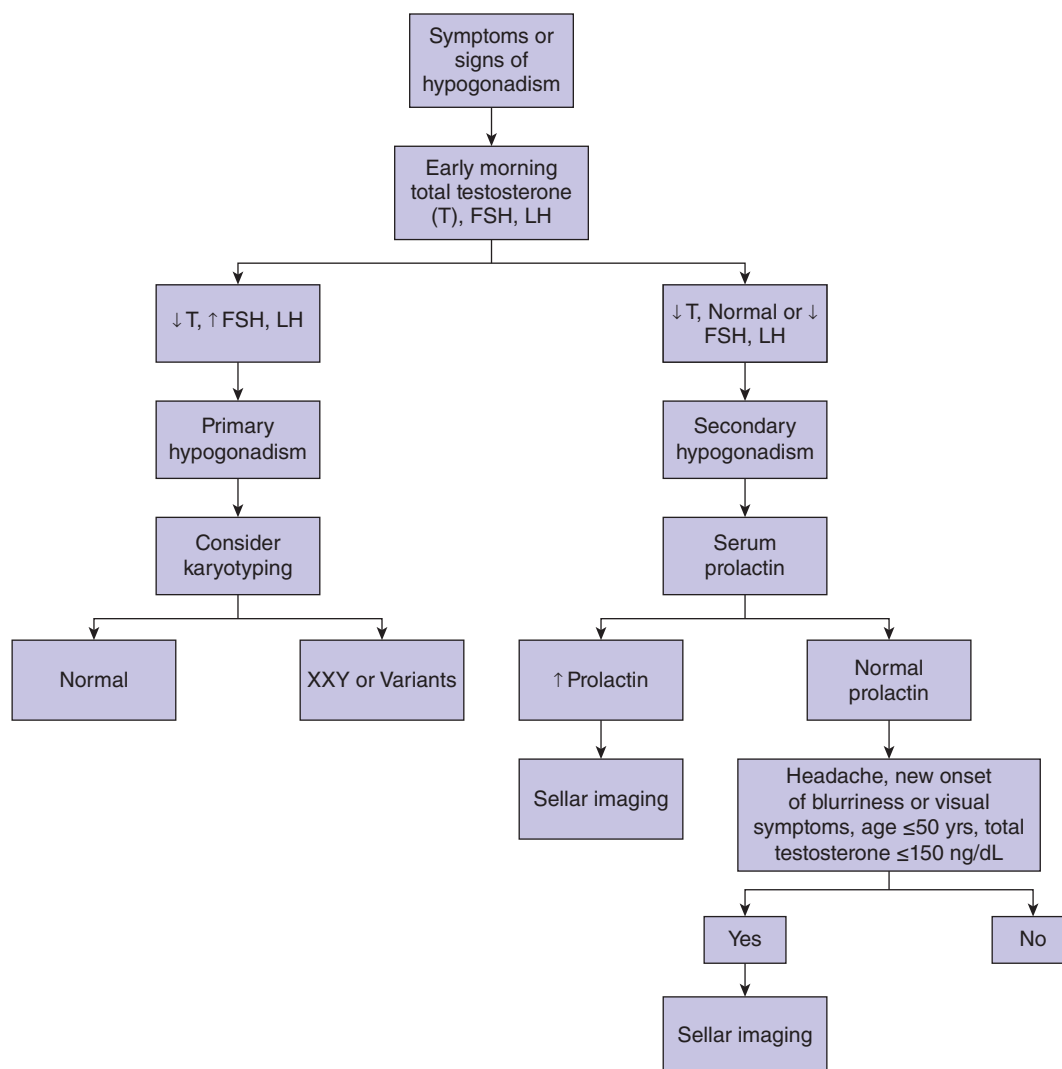 Symptoms or
signs of
hypogonadism
Early morning
total testosterone
(T), FSH, LH
↓T, ↑FSH, LH
↓T, Normal or ↓
FSH, LH
Primary
hypogonadism
Secondary
hypogonadism
Consider
karyotyping
Serum
prolactin
Normal
XXY or Variants
↑Prolactin
Normal
prolactin
Sellar imaging
Headache, new onset
of blurriness or visual
symptoms, age ≤50 yrs, total
testosterone ≤150 ng/dL
Yes
No
Sellar imaging